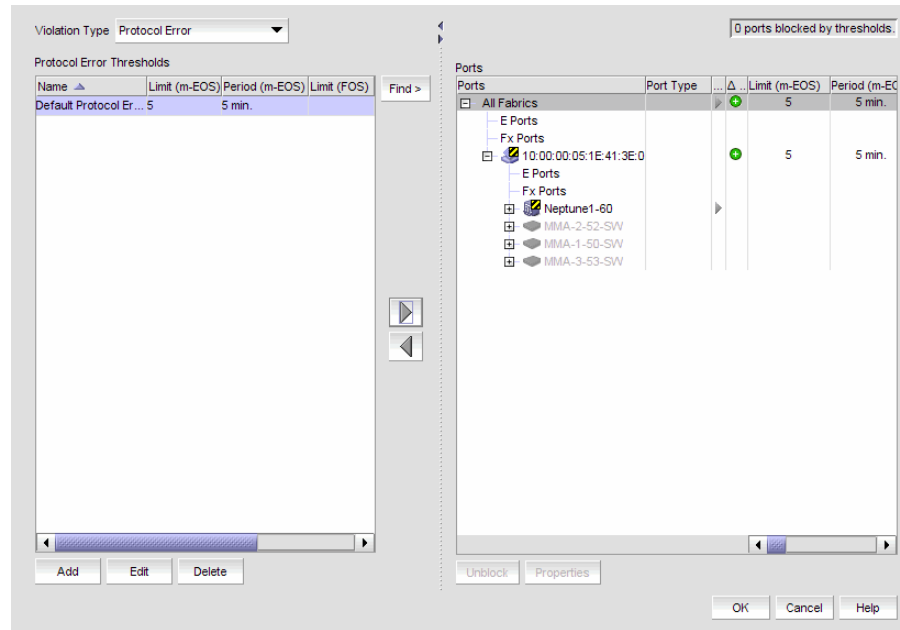 Violation Type Protocol Error
0 ports blocked by thresholds.
Protocol Error Thresholds
Name Limit (m-EOS) Period (m-EOS) Limit (FOS)
Default Protocol Er... 5 5 min.
Find >
Ports
Ports Port Type ... Δ ... Limit (m-EOS) Period (m-EO
All Fabrics 5 5 min.
E Ports
Fx Ports
10:00:00:05:1E:41:3E:0 5 5 min.
E Ports
Fx Ports
Neptune1-60
MMA-2-52-SW
MMA-1-50-SW
MMA-3-53-SW
Add Edit Delete
Unblock Properties
OK Cancel Help